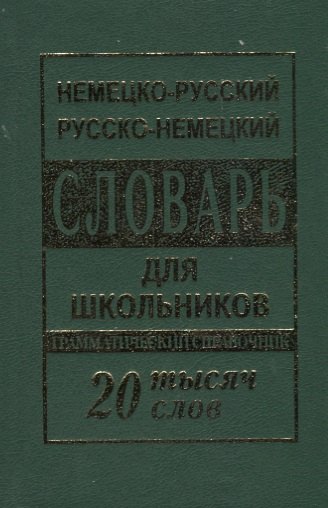 НЕМЕЦКО-РУССКИЙ
РУССКО-НЕМЕЦКИЙ
СЛОВАРЬ
ДЛЯ
ШКОЛЬНИКОВ
ГРАММАТИЧЕСКИЙ СПРАВОЧНИК
20 тысяч
слов